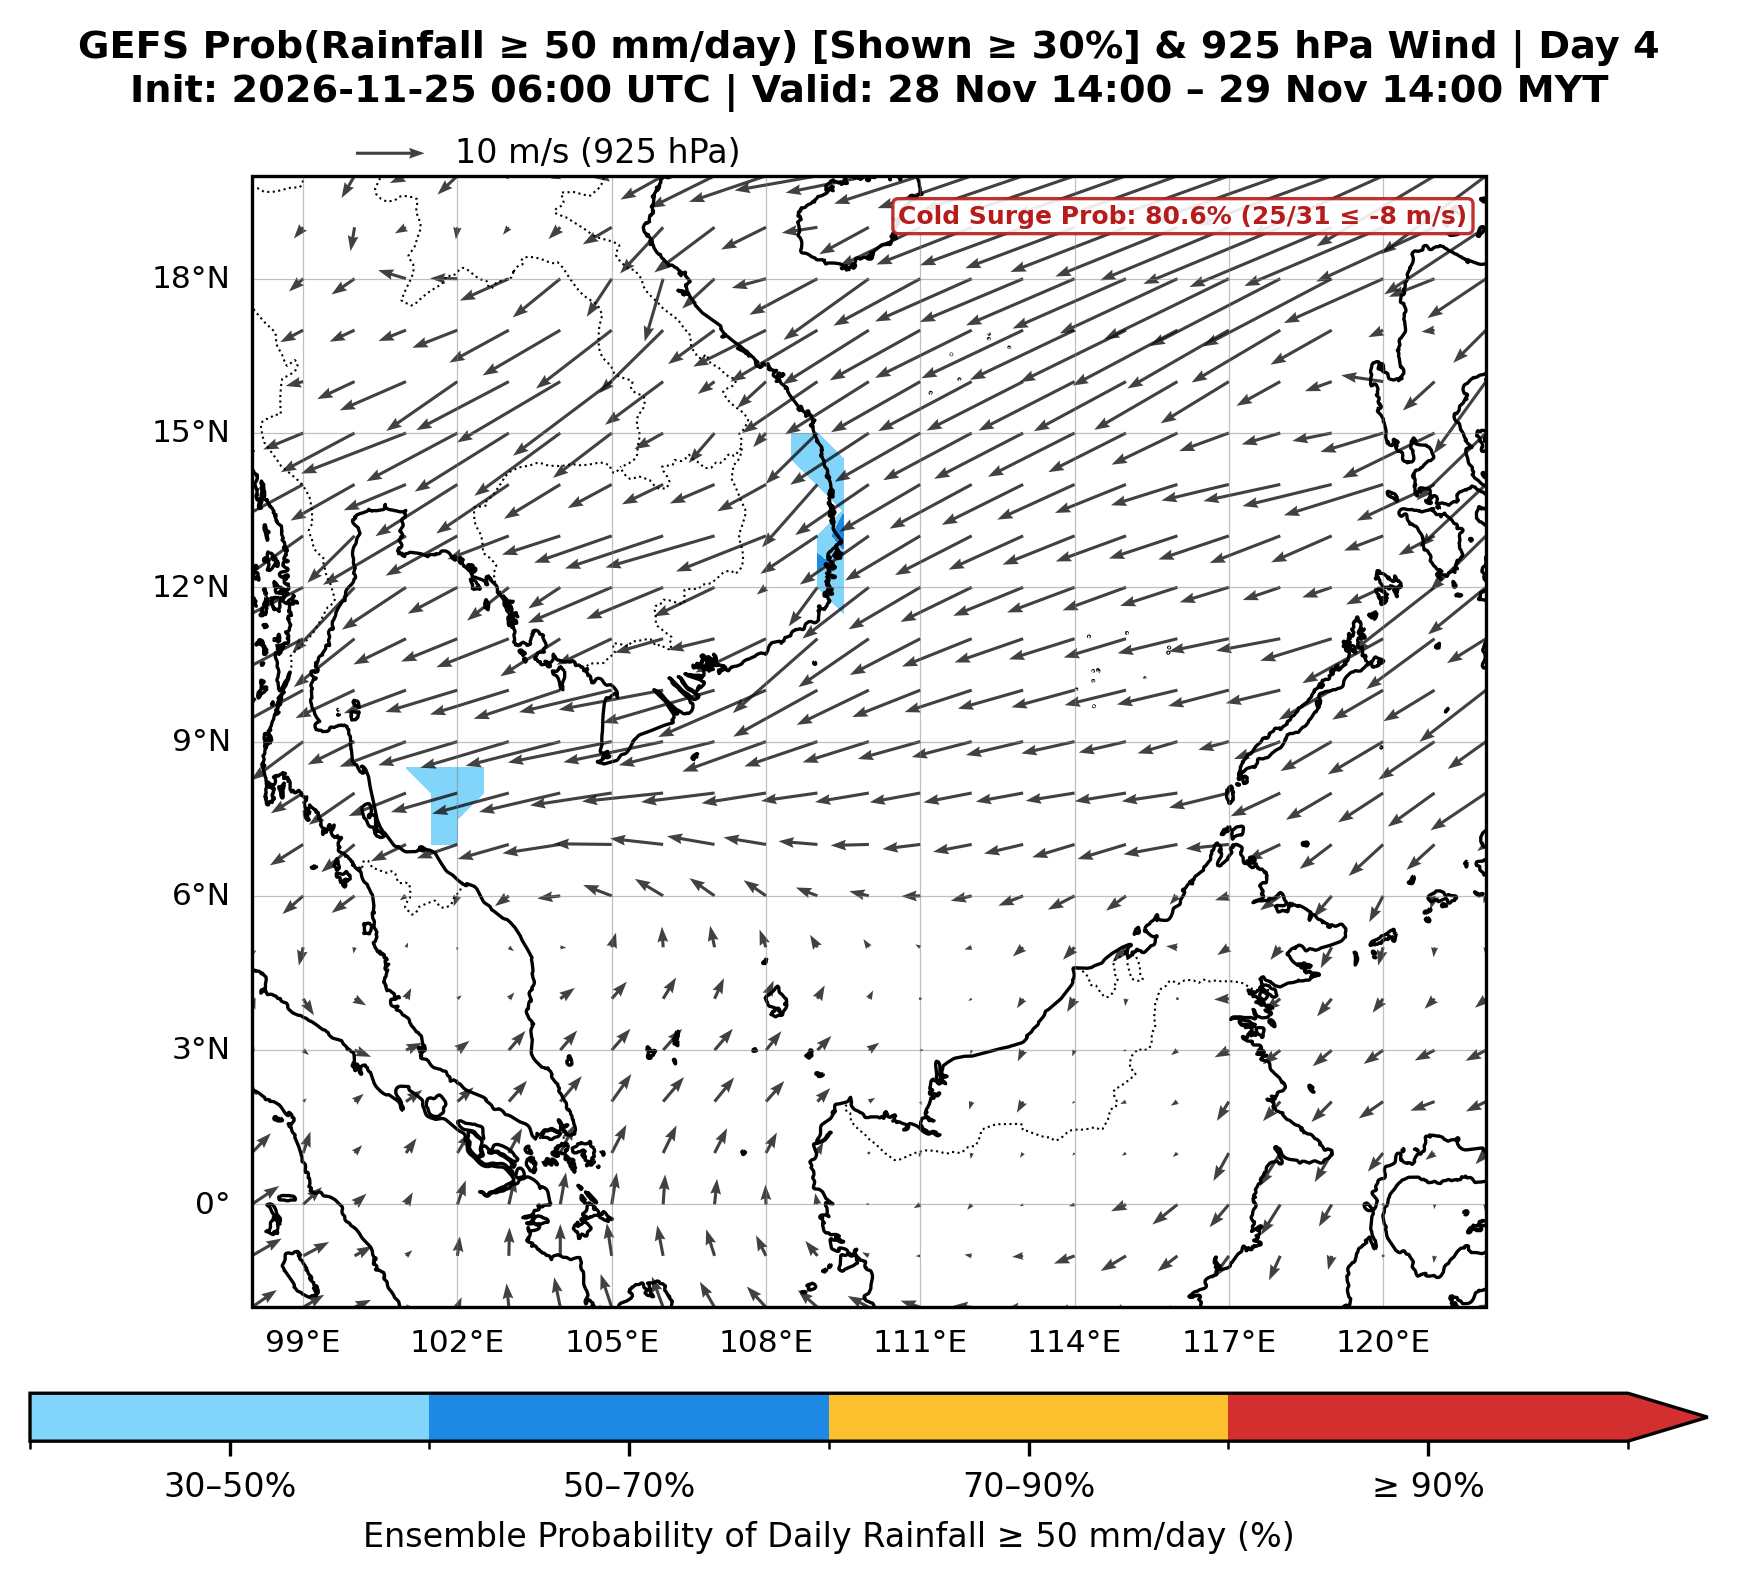 GEFS Prob(Rainfall ≥ 50 mm/day) [Shown ≥ 30%] & 925 hPa Wind | Day 4
Init: 2026-11-25 06:00 UTC | Valid: 28 Nov 14:00 – 29 Nov 14:00 MYT
10 m/s (925 hPa)
Cold Surge Prob: 80.6% (25/31 ≤ -8 m/s)
18°N
15°N
12°N
9°N
6°N
3°N
0°
99°E 102°E 105°E 108°E 111°E 114°E 117°E 120°E
30–50% 50–70% 70–90% ≥ 90%
Ensemble Probability of Daily Rainfall ≥ 50 mm/day (%)